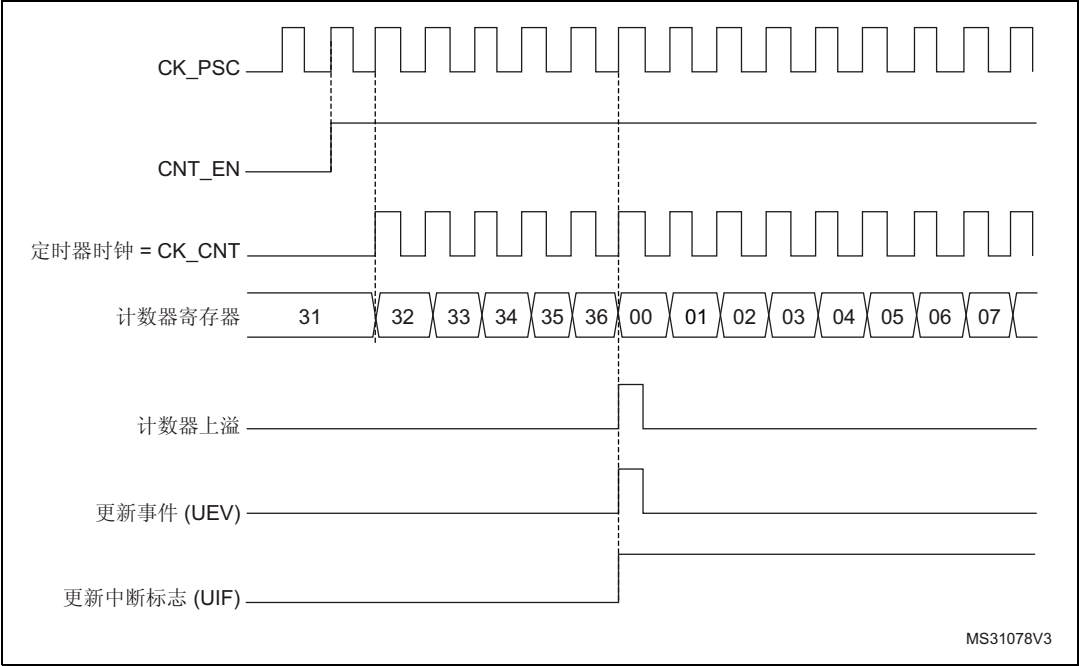 CK_PSC
CNT_EN
定时器时钟 = CK_CNT
计数器寄存器 31 32 33 34 35 36 00 01 02 03 04 05 06 07
计数器上溢
更新事件 (UEV)
更新中断标志 (UIF)
MS31078V3